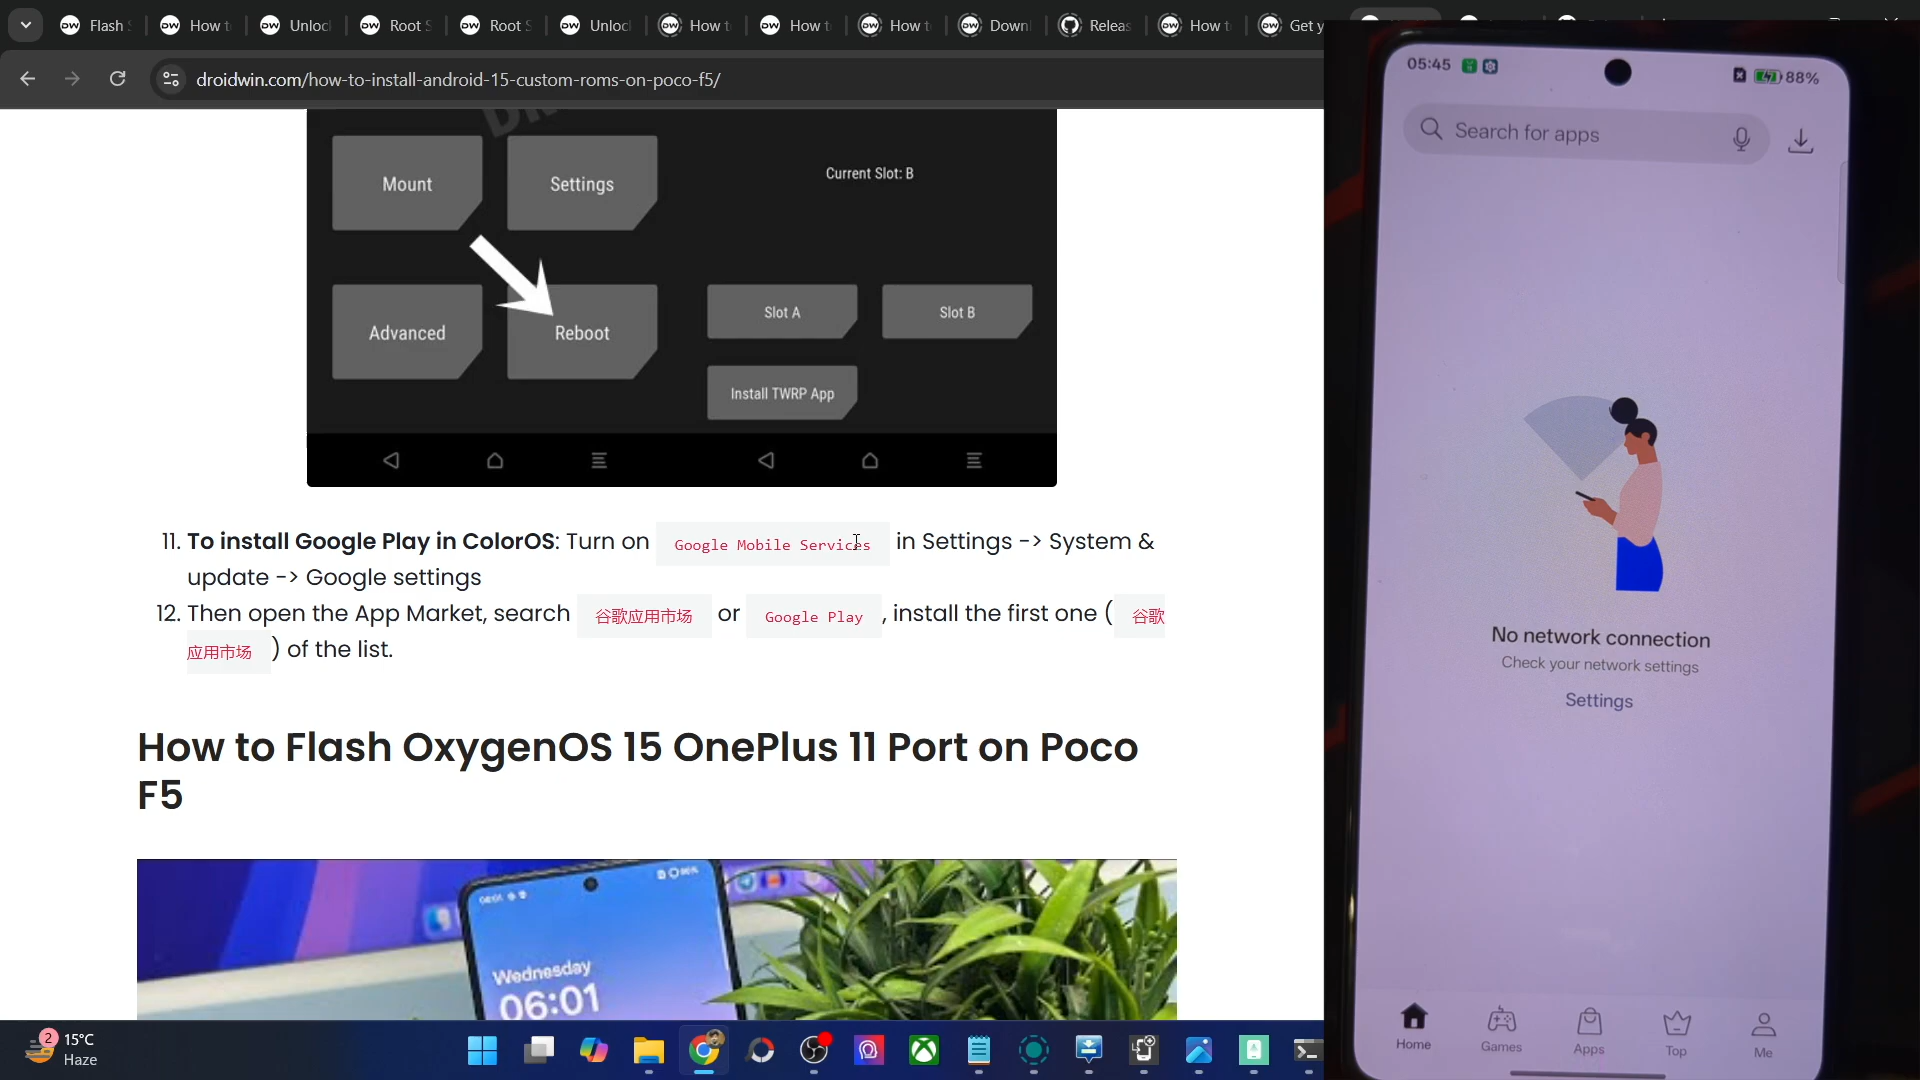 Flash
How t
Unloc
Root S
Root S
Unloc
How t
How t
How t
Down
Releas
How t
Get y
droidwin.com/how-to-install-android-15-custom-roms-on-poco-f5/
Mount
Settings
Current Slot: B
Advanced
Reboot
Slot A
Slot B
Install TWRP App
11. To install Google Play in ColorOS: Turn on Google Mobile Services in Settings -> System &
update -> Google settings
12. Then open the App Market, search 谷歌应用市场 or Google Play , install the first one ( 谷歌
应用市场 ) of the list.
How to Flash OxygenOS 15 OnePlus 11 Port on Poco
F5
Wednesday
06:01
2
15°C
Haze
05:45
88%
Search for apps
No network connection
Check your network settings
Settings
Home
Games
Apps
Top
Me